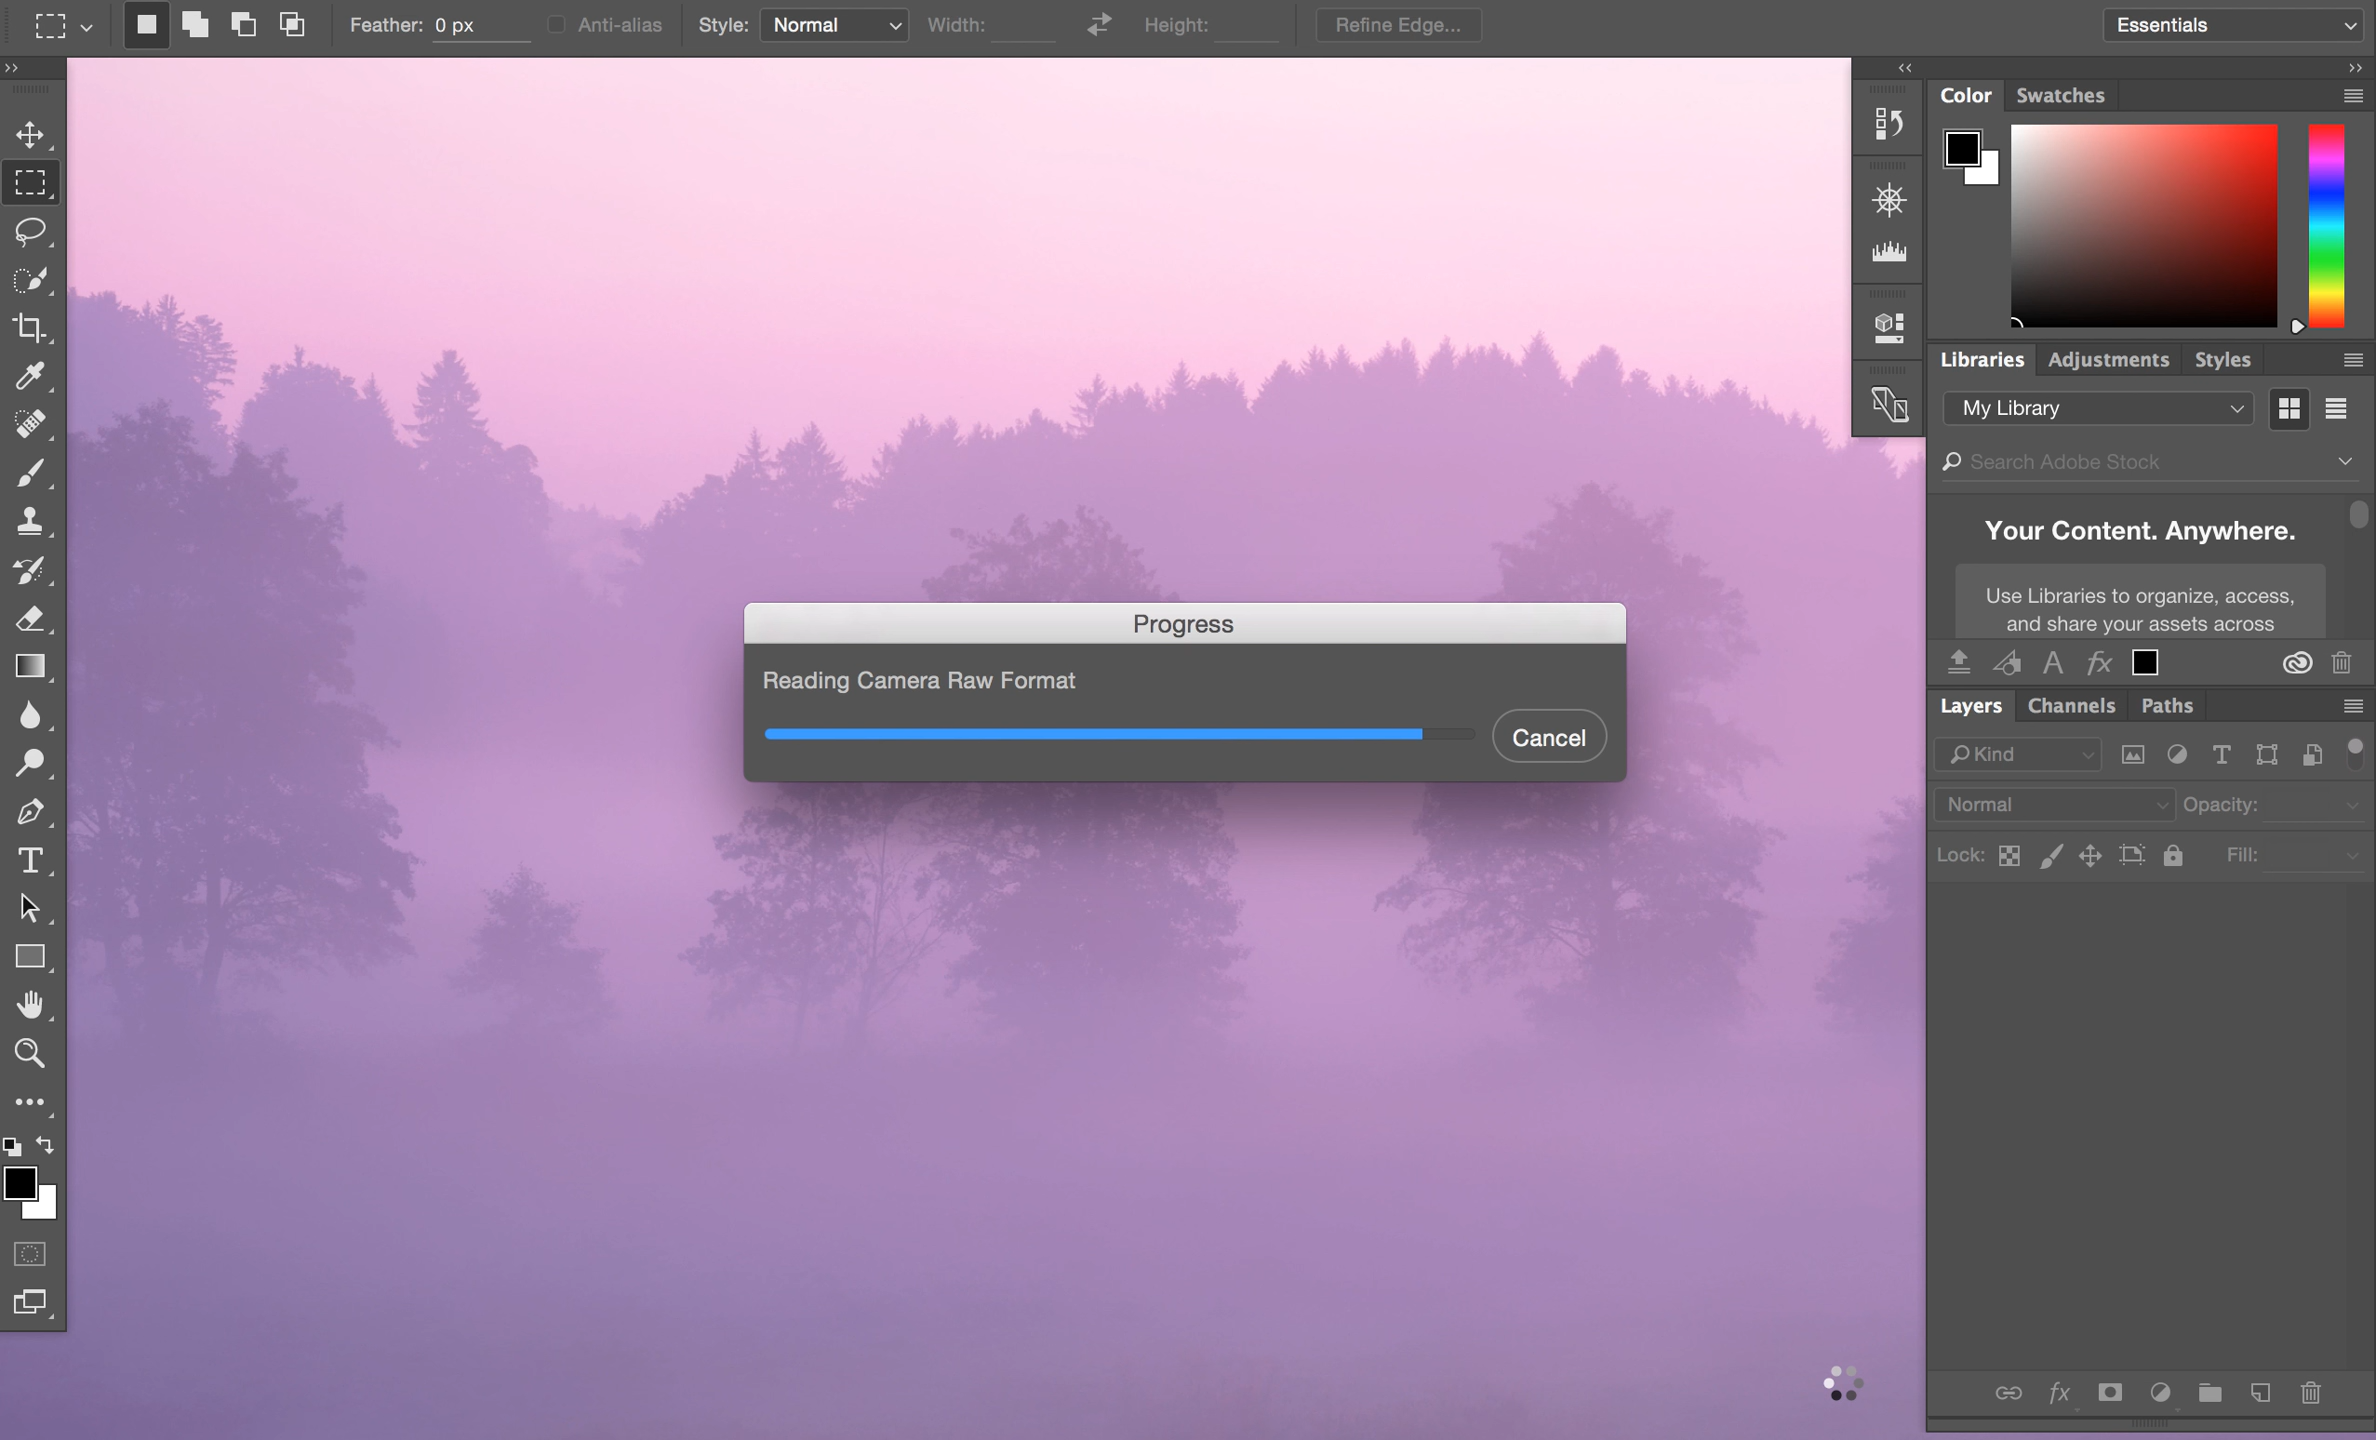 Feather: 0 px Anti-alias Style: Normal Width: Height: Refine Edge... Essentials
Color Swatches
Libraries Adjustments Styles
My Library
Search Adobe Stock
Your Content. Anywhere.
Use Libraries to organize, access,
and share your assets across
Progress
Reading Camera Raw Format
Cancel
Layers Channels Paths
Kind
Normal Opacity:
Lock: Fill: